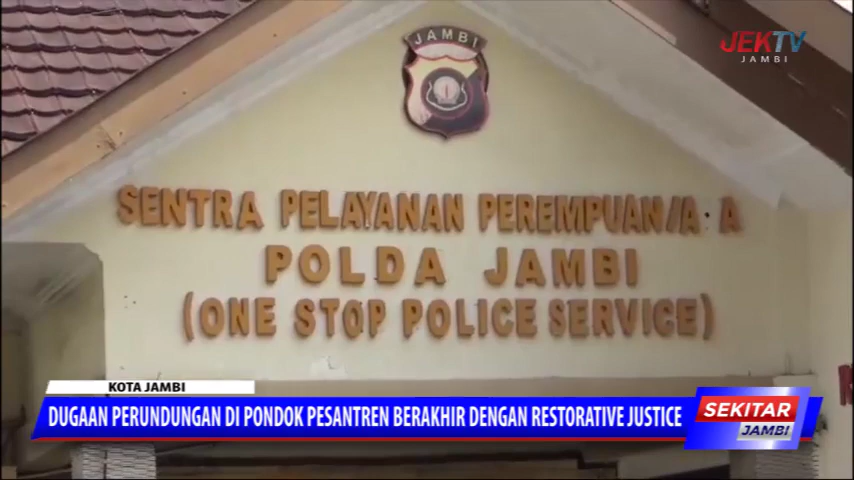 JEKTV
JAMBI
JAMBI
SENTRA PELAYANAN PEREMPUAN/A A
POLDA JAMBI
(ONE STOP POLICE SERVICE)
KOTA JAMBI
DUGAAN PERUNDUNGAN DI PONDOK PESANTREN BERAKHIR DENGAN RESTORATIVE JUSTICE
SEKITAR
JAMBI